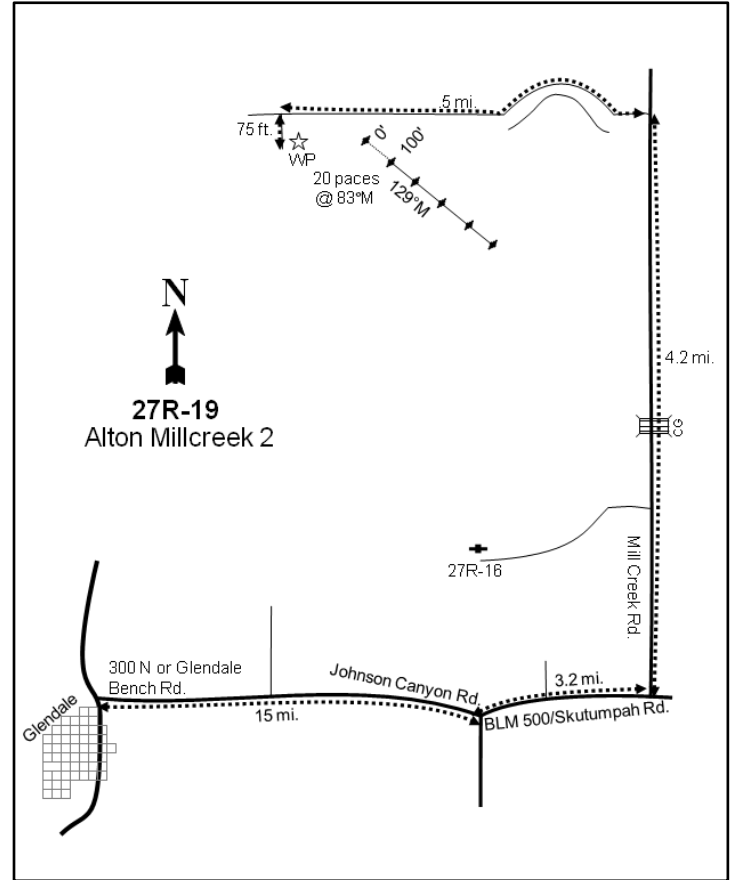 .5 mi.
75 ft.
WP
0'
100'
20 paces
@ 83°M
129°M
N
27R-19
Alton Millcreek 2
4.2 mi.
CG
27R-16
Mill Creek Rd.
300 N or Glendale
Bench Rd.
Johnson Canyon Rd.
3.2 mi.
Glendale
15 mi.
BLM 500/Skutumpah Rd.